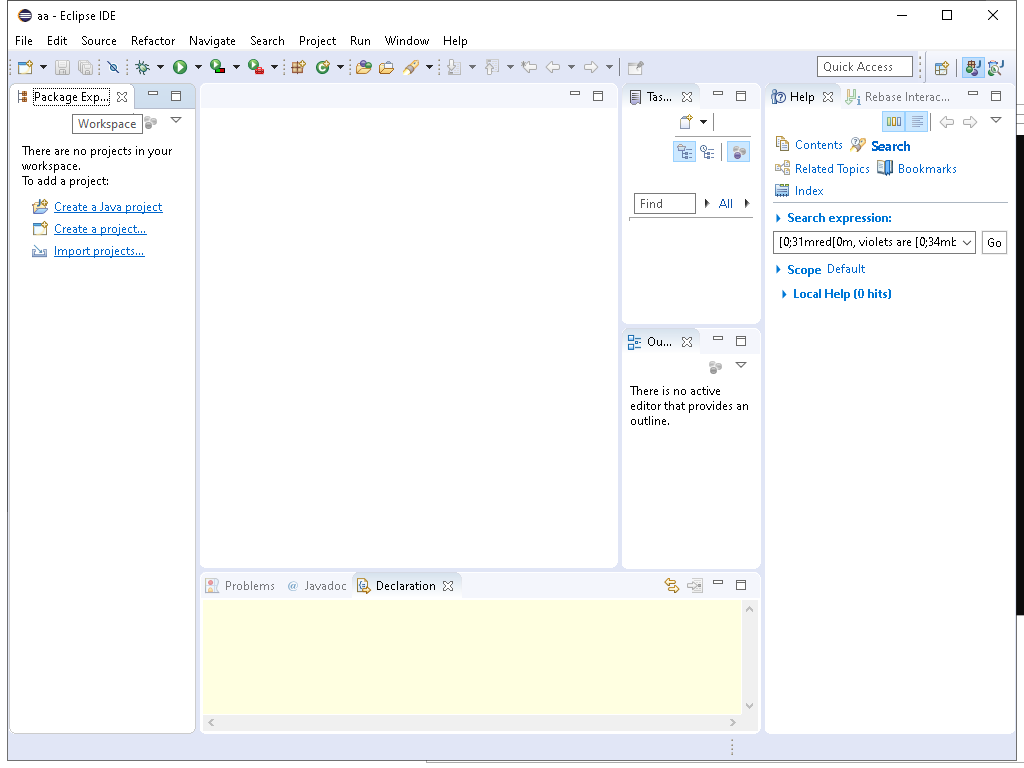 aa - Eclipse IDE
File Edit Source Refactor Navigate Search Project Run Window Help
Quick Access
Package Exp...
Workspace
There are no projects in your
workspace.
To add a project:
Create a Java project
Create a project...
Import projects...
Tas...
Find
All
Ou...
There is no active
editor that provides an
outline.
Help Rebase Interac...
Contents Search
Related Topics Bookmarks
Index
Search expression:
[0;31mred[0m, violets are [0;34mb
Go
Scope Default
Local Help (0 hits)
Problems @ Javadoc Declaration